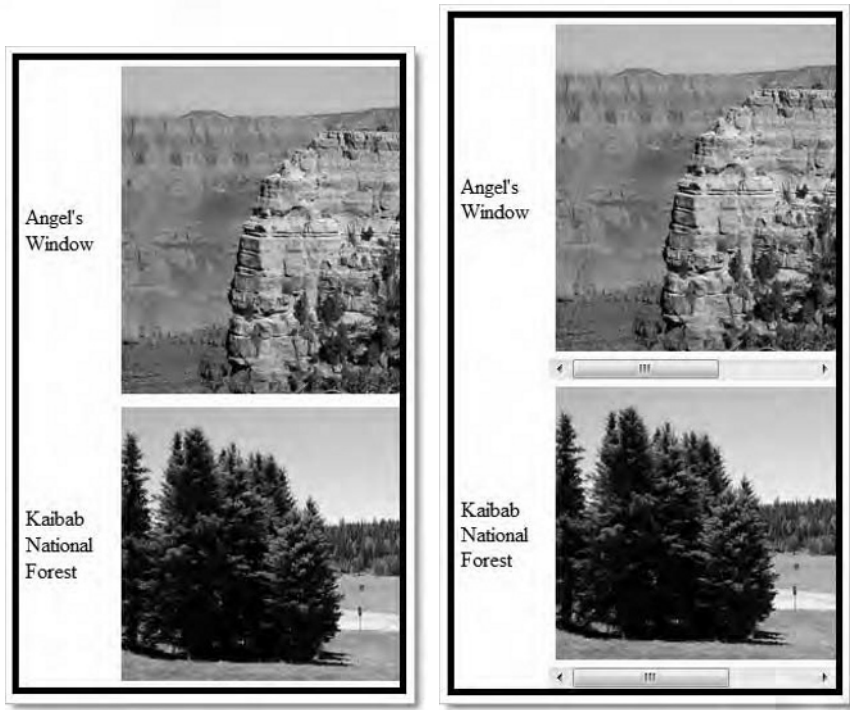 Angel's
Window
Kaibab
National
Forest
Angel's
Window
Kaibab
National
Forest